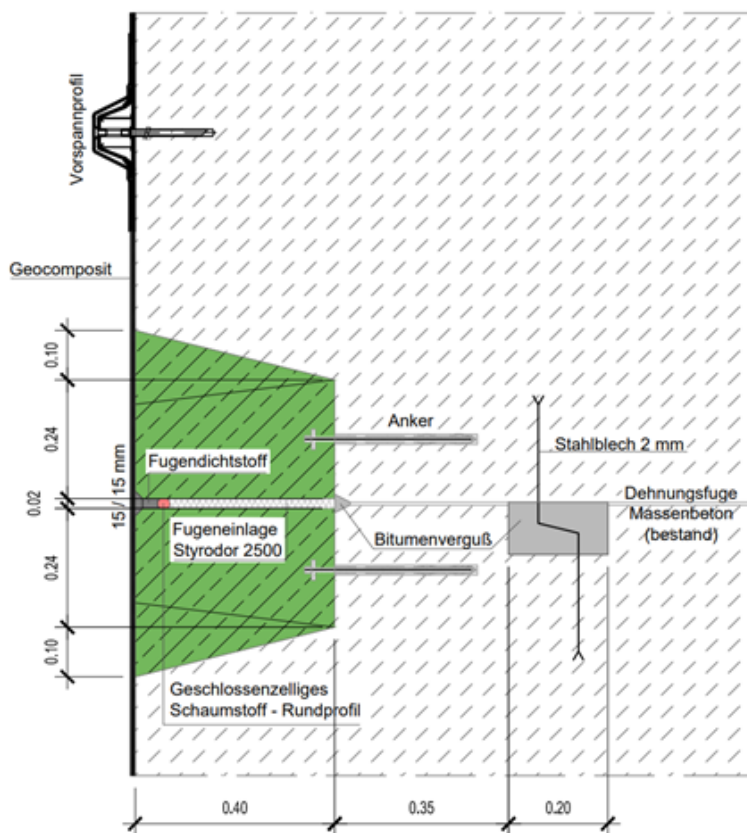 Vorspannprofil
Geocomposit
0.10
0.24
0.02
0.24
0.10
15 / 15 mm
Fugendichtstoff
Fugeneinlage
Styrodor 2500
Geschlossenzelliges
Schaumstoff - Rundprofil
Anker
Bitumenverguß
Stahlblech 2 mm
Dehnungsfuge
Massenbeton
(bestand)
0.40
0.35
0.20